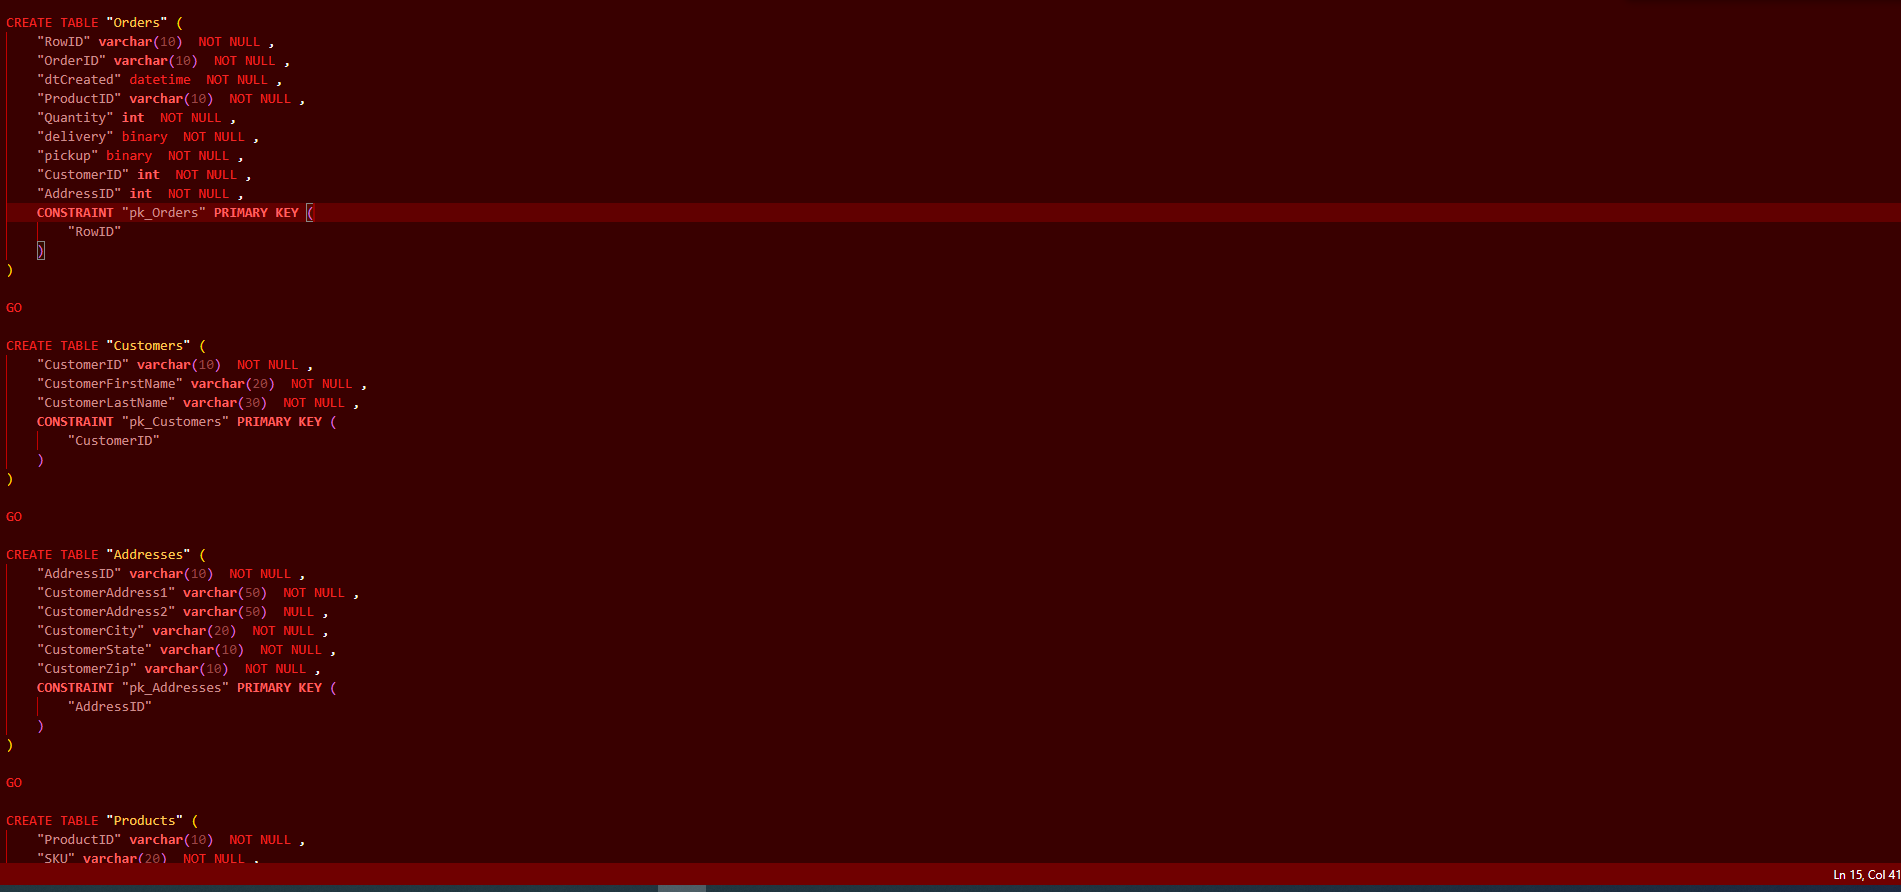 CREATE TABLE "Orders" (
"RowID" varchar(10)  NOT NULL ,
"OrderID" varchar(10)  NOT NULL ,
"dtCreated" datetime  NOT NULL ,
"ProductID" varchar(10)  NOT NULL ,
"Quantity" int  NOT NULL ,
"delivery" binary  NOT NULL ,
"pickup" binary  NOT NULL ,
"CustomerID" int  NOT NULL ,
"AddressID" int  NOT NULL ,
CONSTRAINT "pk_Orders" PRIMARY KEY (
"RowID"
)
)
GO
CREATE TABLE "Customers" (
"CustomerID" varchar(10)  NOT NULL ,
"CustomerFirstName" varchar(20)  NOT NULL ,
"CustomerLastName" varchar(30)  NOT NULL ,
CONSTRAINT "pk_Customers" PRIMARY KEY (
"CustomerID"
)
)
GO
CREATE TABLE "Addresses" (
"AddressID" varchar(10)  NOT NULL ,
"CustomerAddress1" varchar(50)  NOT NULL ,
"CustomerAddress2" varchar(50)  NULL ,
"CustomerCity" varchar(20)  NOT NULL ,
"CustomerState" varchar(10)  NOT NULL ,
"CustomerZip" varchar(10)  NOT NULL ,
CONSTRAINT "pk_Addresses" PRIMARY KEY (
"AddressID"
)
)
GO
CREATE TABLE "Products" (
"ProductID" varchar(10)  NOT NULL ,
"SKU" varchar(20)  NOT NULL ,
Ln 15, Col 41